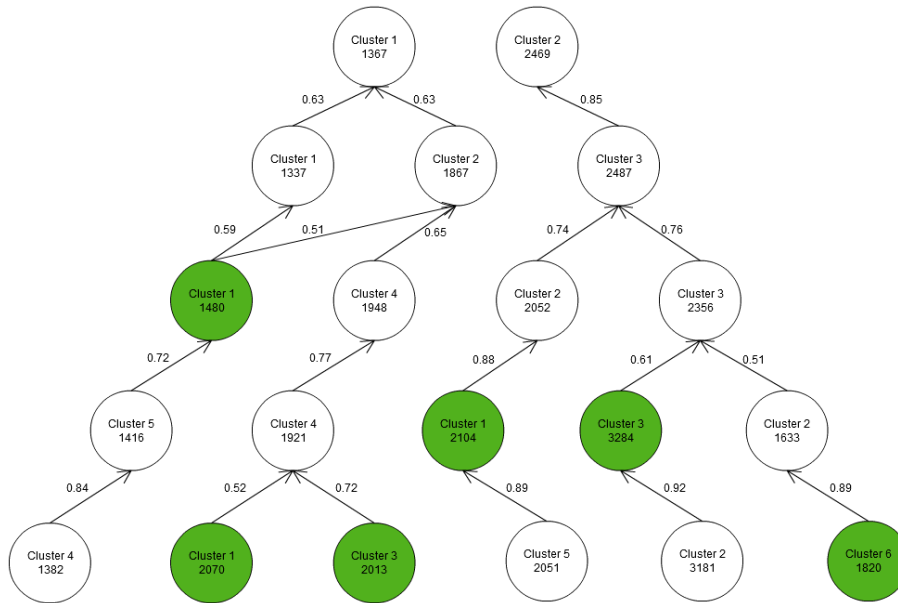 Cluster 1
1367
Cluster 2
2469
0.63
0.63
0.85
Cluster 1
1337
Cluster 2
1867
Cluster 3
2487
0.59
0.51
0.65
0.74
0.76
Cluster 1
1480
Cluster 4
1948
Cluster 2
2052
Cluster 3
2356
0.72
0.77
0.88
0.61
0.51
Cluster 5
1416
Cluster 4
1921
Cluster 1
2104
Cluster 3
3284
Cluster 2
1633
0.84
0.52
0.72
0.89
0.92
0.89
Cluster 4
1382
Cluster 1
2070
Cluster 3
2013
Cluster 5
2051
Cluster 2
3181
Cluster 6
1820